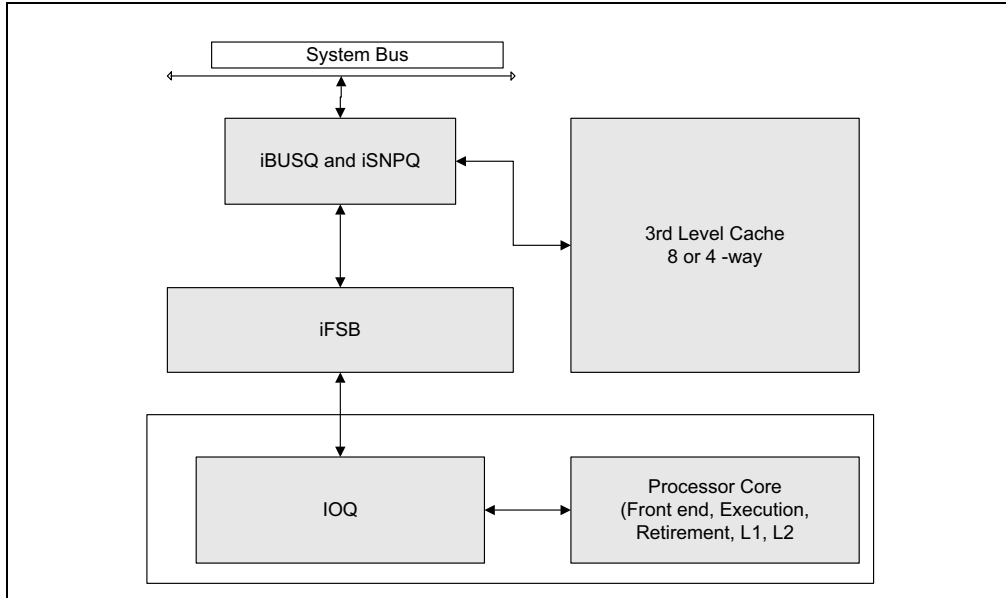 System Bus
iBUSQ and iSNPQ
3rd Level Cache
8 or 4 -way
iFSB
IOQ
Processor Core
(Front end, Execution,
Retirement, L1, L2